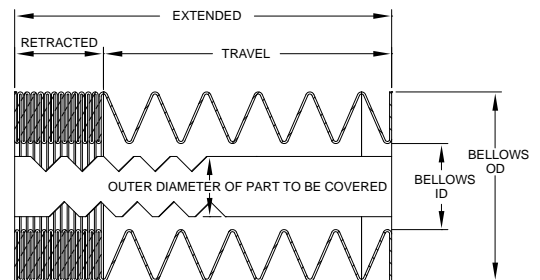 EXTENDED
RETRACTED
TRAVEL
OUTER DIAMETER OF PART TO BE COVERED
BELLOWS
ID
BELLOWS
OD